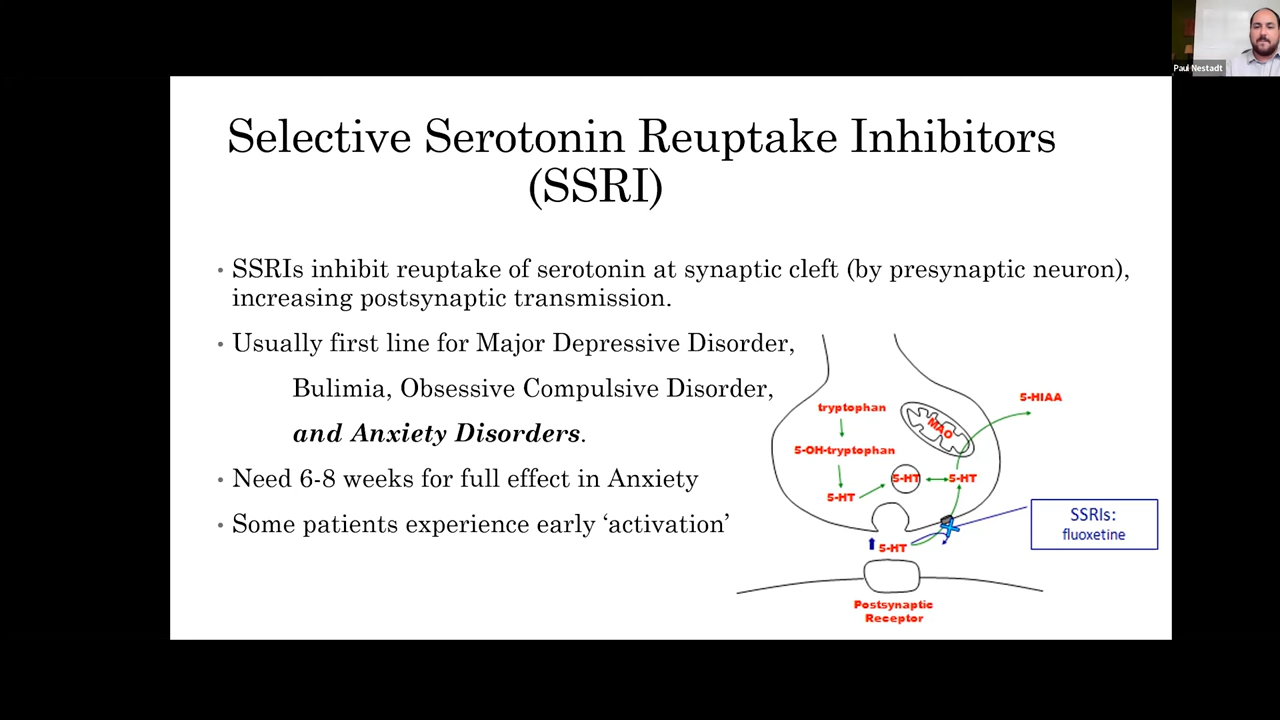 Paul Nestadt
Selective Serotonin Reuptake Inhibitors
(SSRI)
• SSRIs inhibit reuptake of serotonin at synaptic cleft (by presynaptic neuron),
increasing postsynaptic transmission.
• Usually first line for Major Depressive Disorder,
Bulimia, Obsessive Compulsive Disorder,
and Anxiety Disorders.
• Need 6-8 weeks for full effect in Anxiety
• Some patients experience early ‘activation’
5-HIAA
tryptophan
MAO
5-OH-tryptophan
5-HT
5-HT
5-HT
SSRIs:
fluoxetine
5-HT
Postsynaptic
Receptor